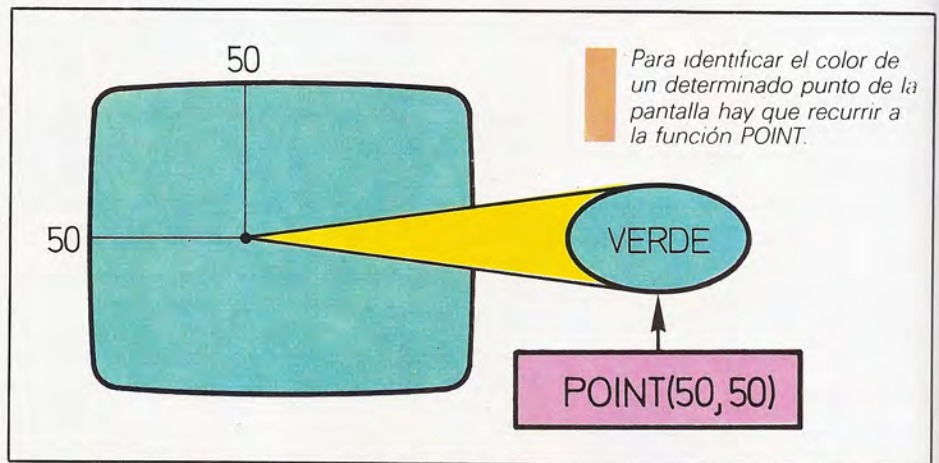 50
Para identificar el color de
un determinado punto de la
pantalla hay que recurrir a
la función POINT.
50
VERDE
POINT(50,50)